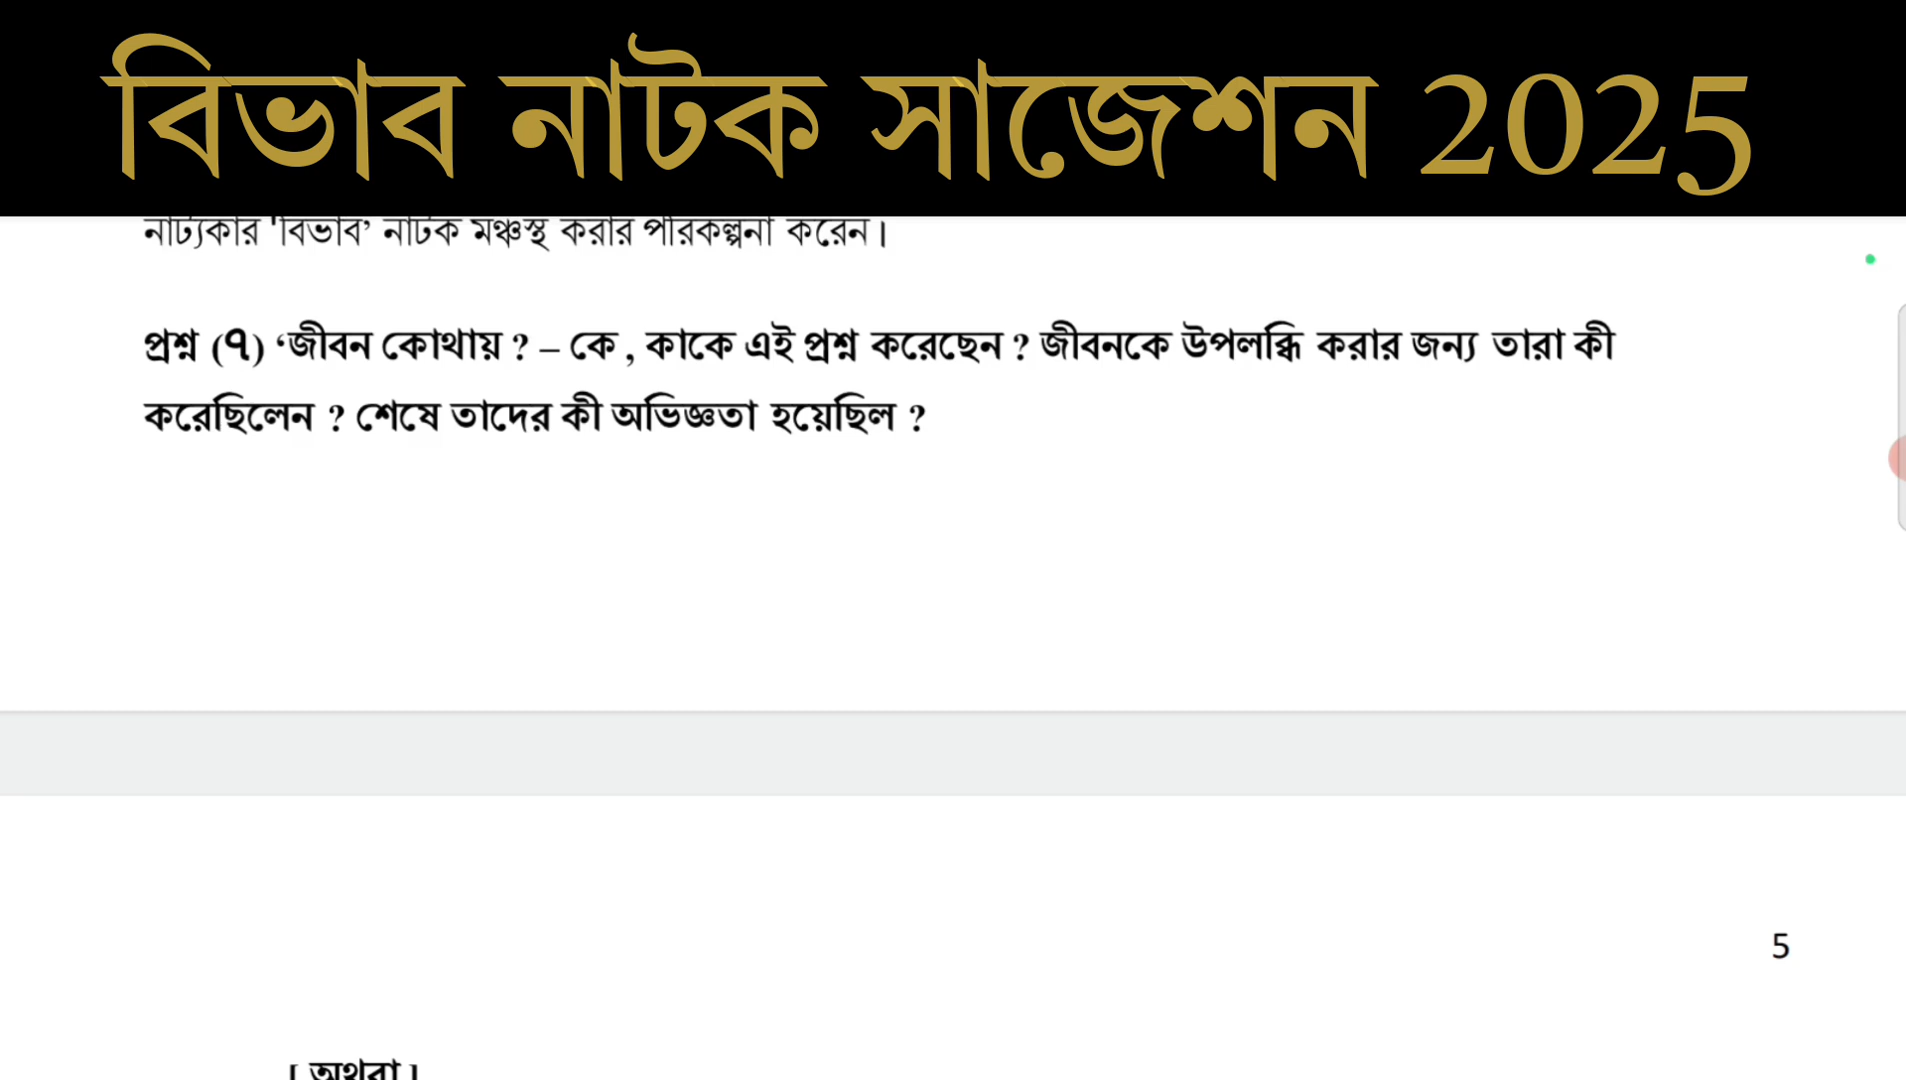 বিভাব নাটক সাজেশন 2025
নাট্যকার 'বিভাব’ নাটক মঞ্চস্থ করার পরিকল্পনা করেন।
প্রশ্ন (৭) ‘জীবন কোথায় ? – কে , কাকে এই প্রশ্ন করেছেন ? জীবনকে উপলব্ধি করার জন্য তারা কী
করেছিলেন ? শেষে তাদের কী অভিজ্ঞতা হয়েছিল ?
5
[ অথবা ]